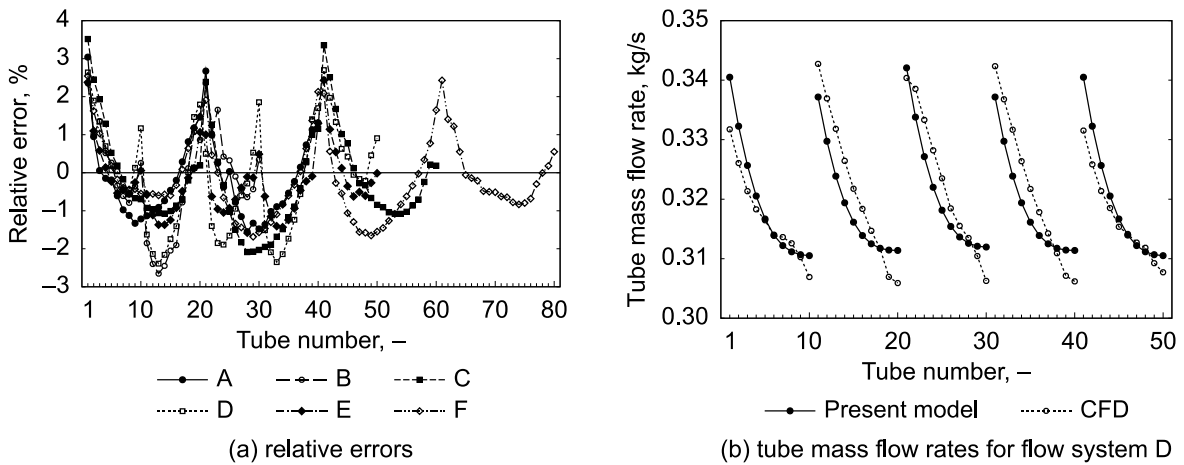 4
3
2
1
0
–1
–2
–3
Relative error, %
1 10 20 30 40 50 60 70 80
Tube number, –
A B C
D E F
(a) relative errors
0.35
0.34
0.33
0.32
0.31
0.30
Tube mass flow rate, kg/s
1 10 20 30 40 50
Tube number, –
Present model CFD
(b) tube mass flow rates for flow system D